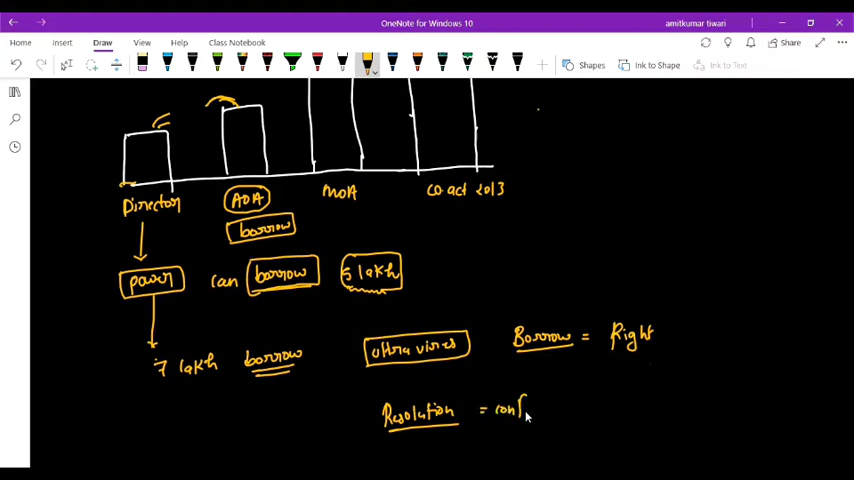 OneNote for Windows 10
amitkumar tiwari
Home Insert Draw View Help Class Notebook
Share
Shapes Ink to Shape Ink to Text
Director AOA MOA co act 2013
borrow
power can borrow 5 lakh
7 lakh borrow ultra vires Borrow = Right
Resolution = conf